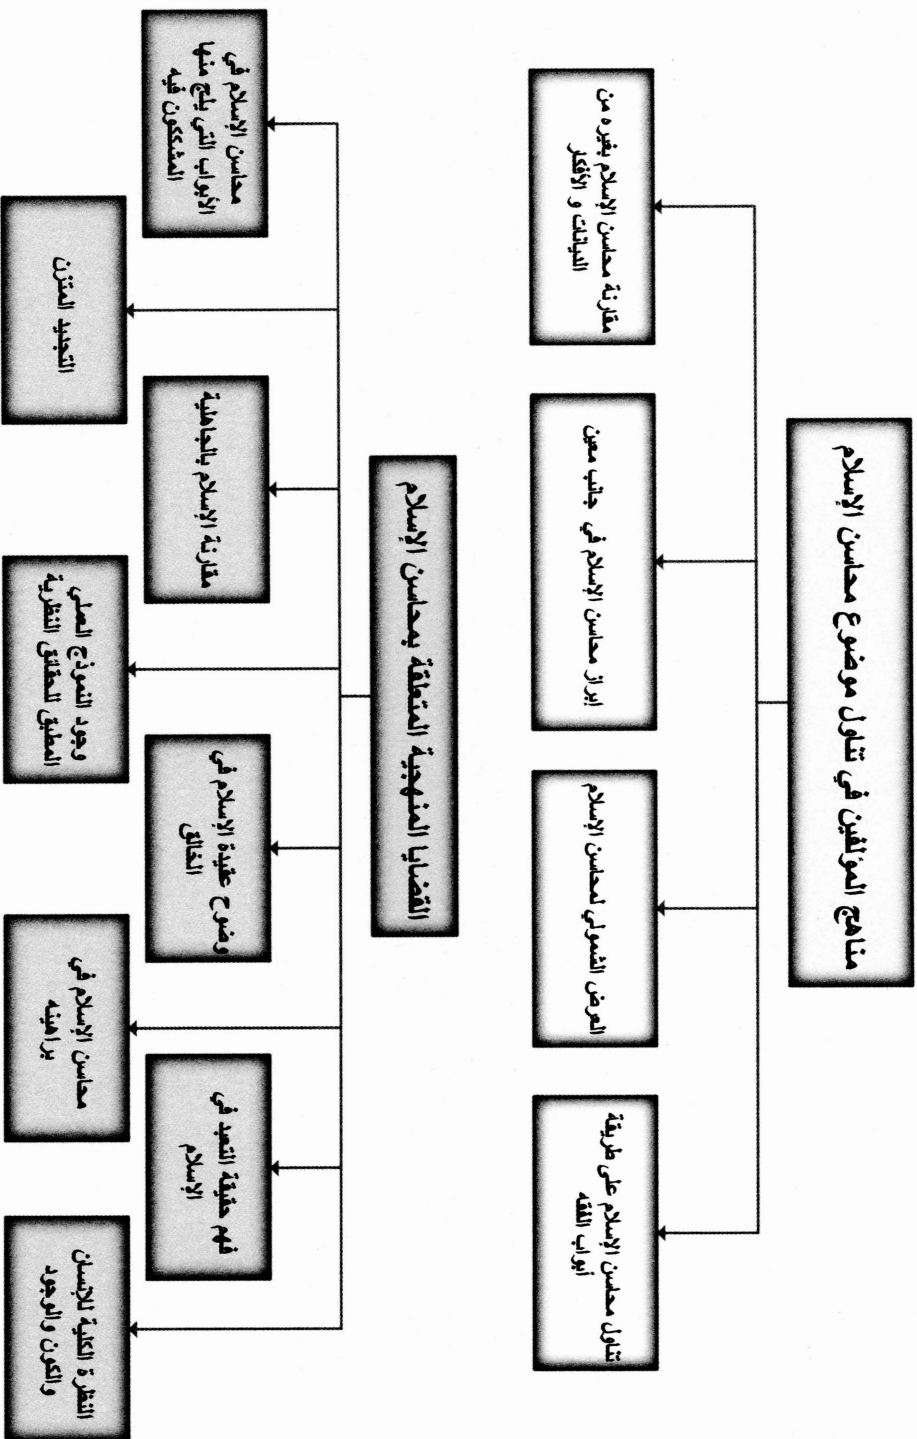 مناهج المؤلفين في تناول موضوع محاسن الإسلام
تناول محاسن الإسلام على طريقة
أبواب الفقه
العرض الشمولي لمحاسن الإسلام
إبراز محاسن الإسلام في جانب معين
مقارنة محاسن الإسلام بغيره من
الديانات و الأفكار
القضايا المنهجية المتعلقة بمحاسن الإسلام
النظرة الكلية للإنسان
والكون والوجود
فهم حقيقة التعبد في
الإسلام
محاسن الإسلام في
براهينه
وضوح عقيدة الإسلام في
الخالق
وجود النموذج العملي
المطبق للحقائق النظرية
مقارنة الإسلام بالجاهلية
التجديد المتزن
محاسن الإسلام في
الأبواب التي يلج منها
المشككون فيه